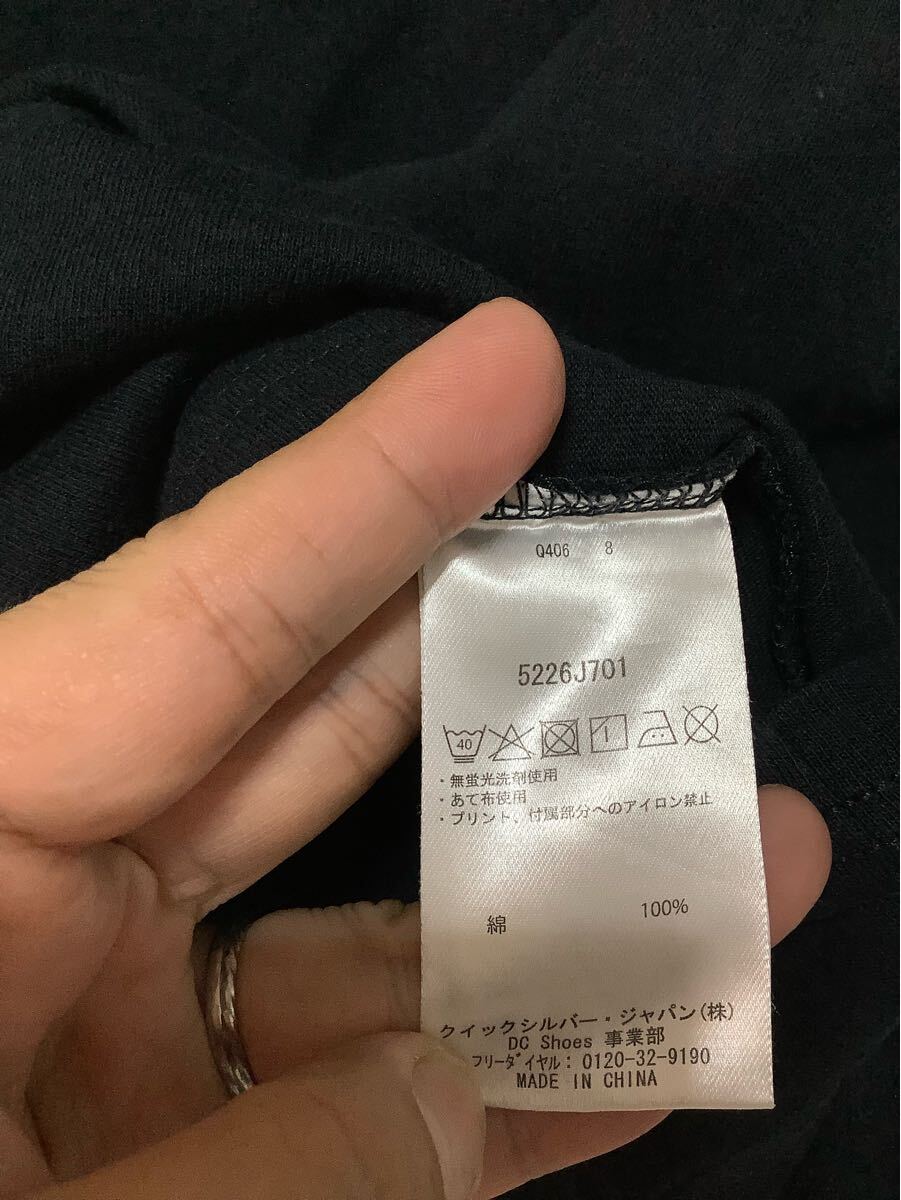 Q406 8
5226J701
40
・無蛍光洗剤使用
・あて布使用
・プリント、付属部分へのアイロン禁止
綿 100%
クイックシルバー・ジャパン(株)
DC Shoes 事業部
フリーダイヤル: 0120-32-9190
MADE IN CHINA